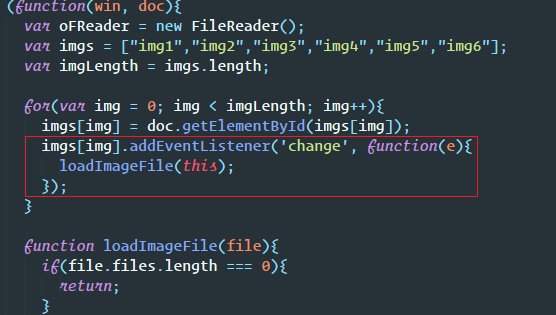 (function(win, doc){
var oFReader = new FileReader();
var imgs = ["img1","img2","img3","img4","img5","img6"];
var imgLength = imgs.length;
for(var img = 0; img < imgLength; img++){
imgs[img] = doc.getElementById(imgs[img]);
imgs[img].addEventListener('change', function(e){
loadImageFile(this);
});
}
function loadImageFile(file){
if(file.files.length === 0){
return;
}